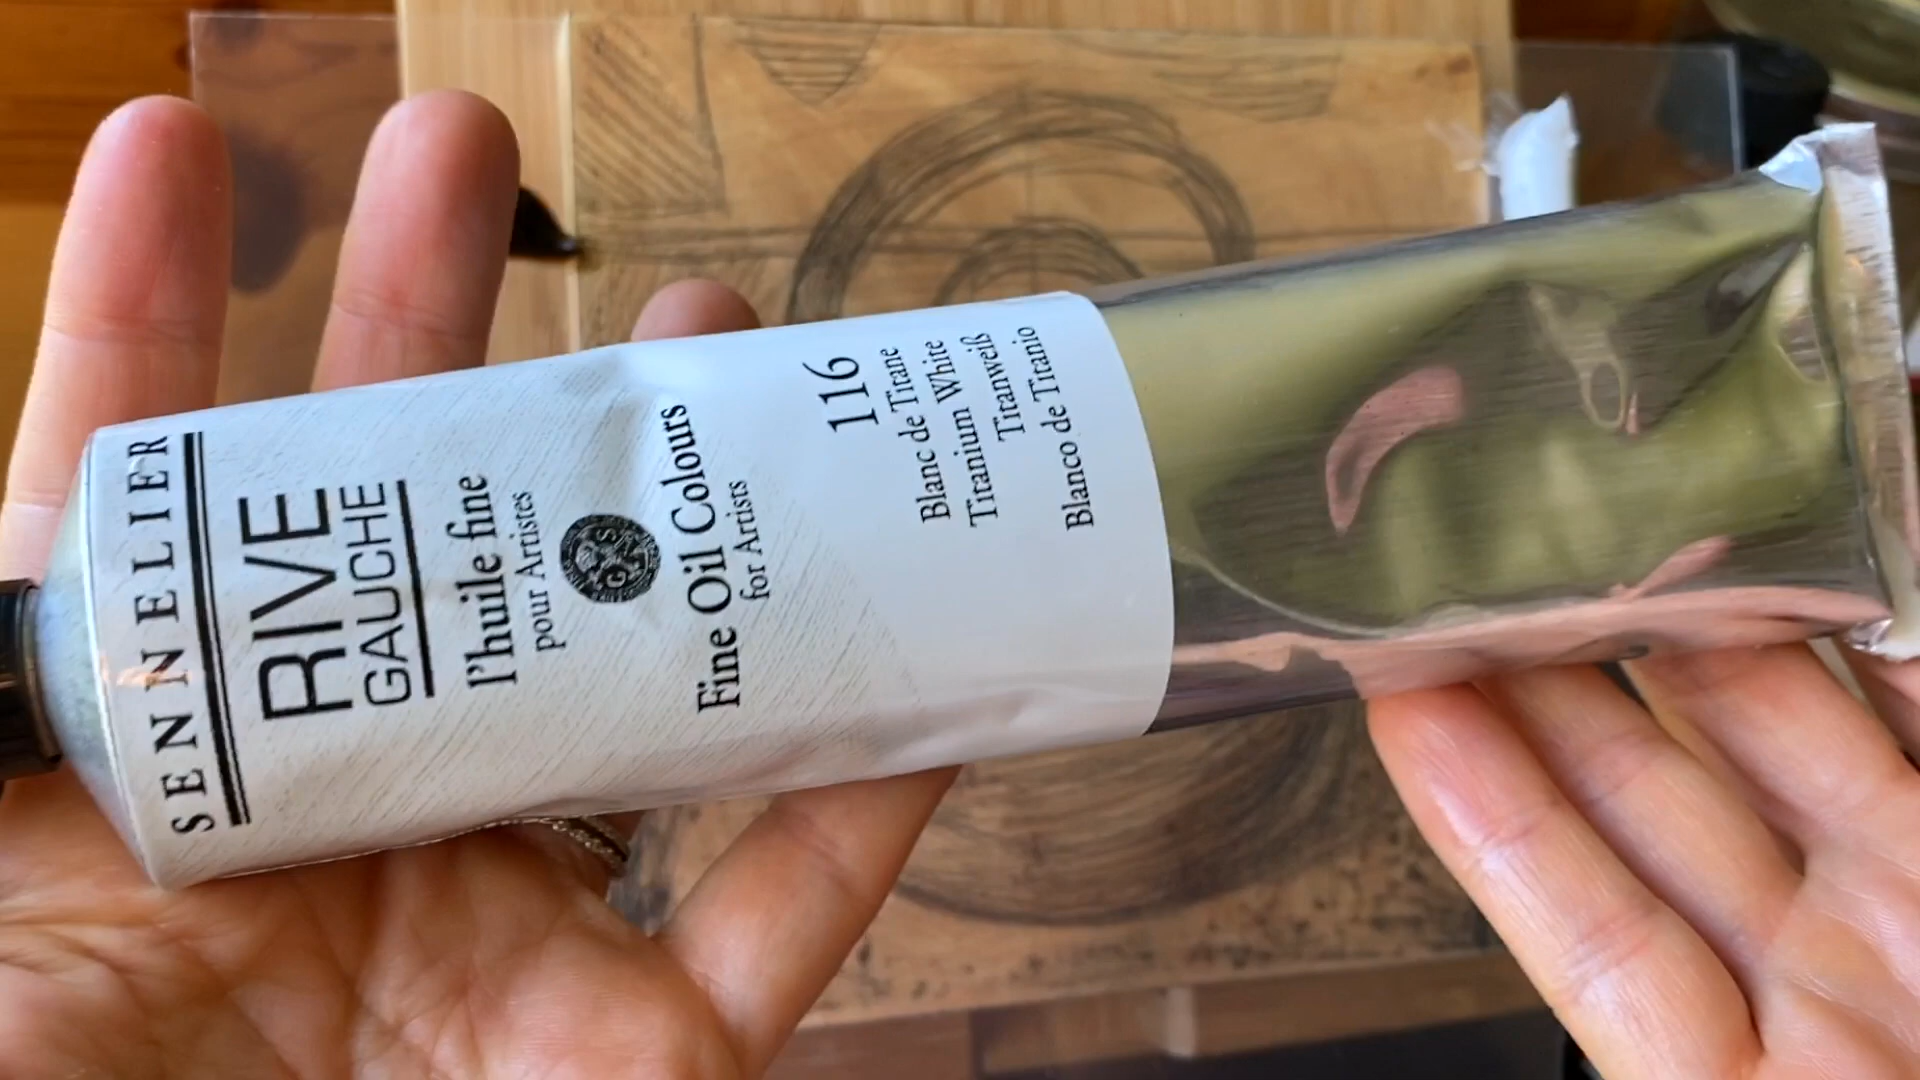 SENNELIER
RIVE
GAUCHE
l'huile fine
pour Artistes
G S
Fine Oil Colours
for Artists
116
Blanc de Titane
Titanium White
Titanweiß
Blanco de Titanio